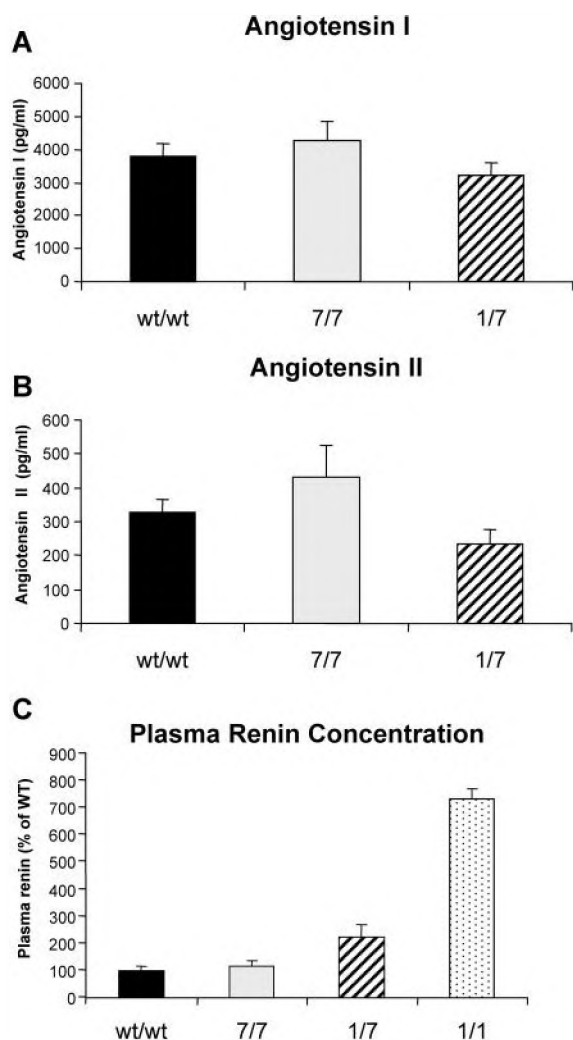 A
Angiotensin I
Angiotensin I (pg/ml)
6000
5000
4000
3000
2000
1000
0
wt/wt 7/7 1/7
Angiotensin II
B
Angiotensin II (pg/ml)
600
500
400
300
200
100
0
wt/wt 7/7 1/7
C
Plasma Renin Concentration
Plasma renin (% of WT)
900
800
700
600
500
400
300
200
100
0
wt/wt 7/7 1/7 1/1